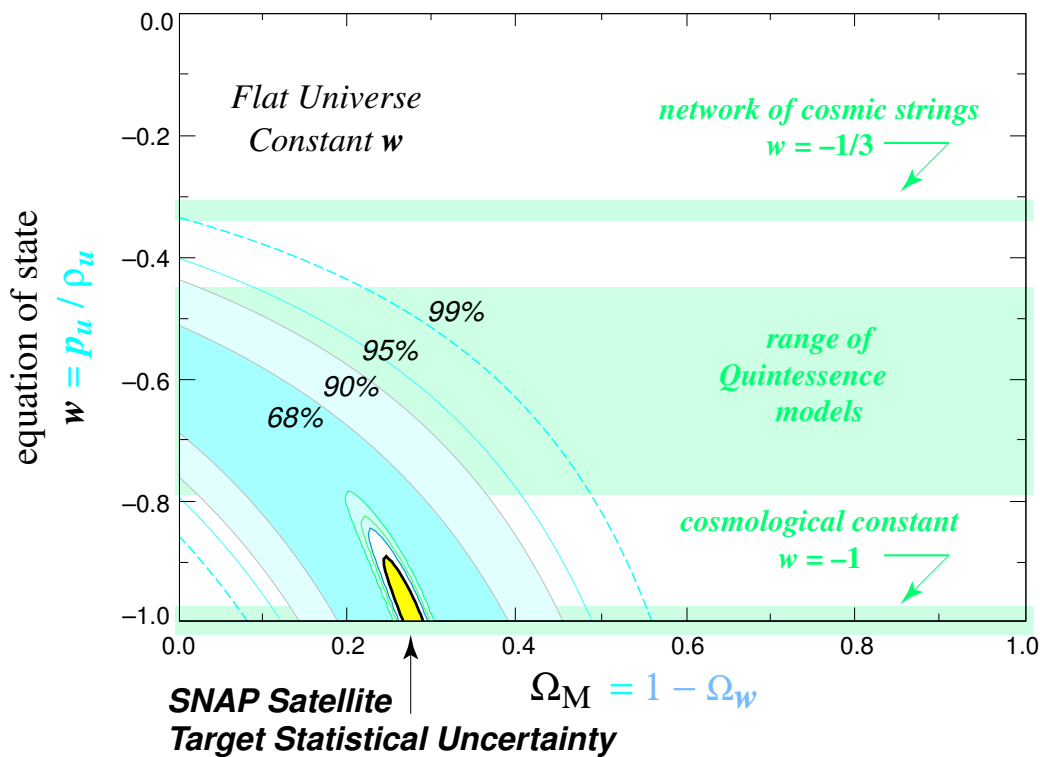 0.0
−0.2
−0.4
−0.6
−0.8
−1.0
equation of state
w = pu / ρu
Flat Universe
Constant w
network of cosmic strings
w = −1/3
99%
95%
90%
68%
range of
Quintessence
models
cosmological constant
w = −1
0.0 0.2 0.4 0.6 0.8 1.0
ΩM = 1 − Ωw
SNAP Satellite
Target Statistical Uncertainty